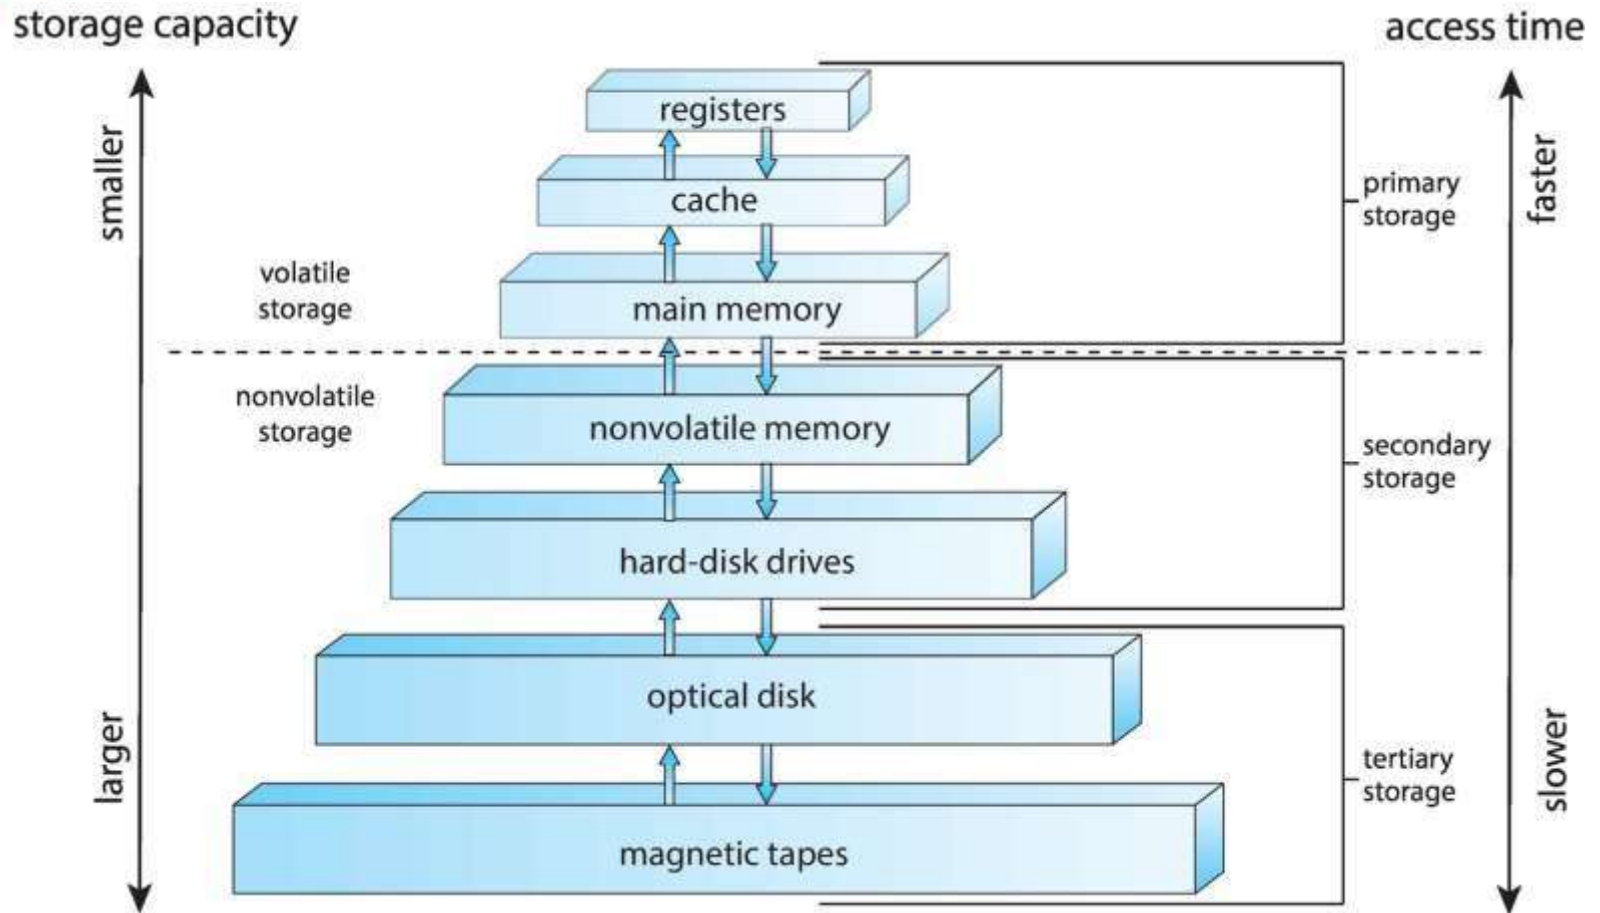 storage capacity
access time
registers
smaller
faster
primary
storage
cache
volatile
storage
main memory
nonvolatile
storage
nonvolatile memory
secondary
storage
hard-disk drives
optical disk
larger
slower
tertiary
storage
magnetic tapes